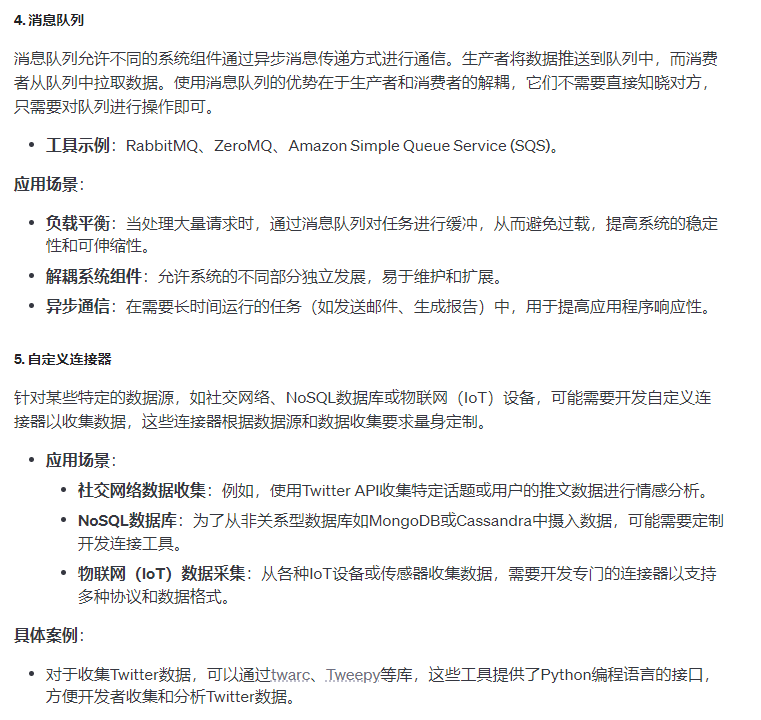 4. 消息队列
消息队列允许不同的系统组件通过异步消息传递方式进行通信。生产者将数据推送到队列中，而消费
者从队列中拉取数据。使用消息队列的优势在于生产者和消费者的解耦，它们不需要直接知晓对方，
只需要对队列进行操作即可。
• 工具示例：RabbitMQ、ZeroMQ、Amazon Simple Queue Service (SQS)。
应用场景：
• 负载平衡：当处理大量请求时，通过消息队列对任务进行缓冲，从而避免过载，提高系统的稳定
性和可伸缩性。
• 解耦系统组件：允许系统的不同部分独立发展，易于维护和扩展。
• 异步通信：在需要长时间运行的任务（如发送邮件、生成报告）中，用于提高应用程序响应性。
5. 自定义连接器
针对某些特定的数据源，如社交网络、NoSQL数据库或物联网（IoT）设备，可能需要开发自定义连
接器以收集数据，这些连接器根据数据源和数据收集要求量身定制。
• 应用场景：
• 社交网络数据收集：例如，使用Twitter API收集特定话题或用户的推文数据进行情感分析。
• NoSQL数据库：为了从非关系型数据库如MongoDB或Cassandra中摄入数据，可能需要定制
开发连接工具。
• 物联网（IoT）数据采集：从各种IoT设备或传感器收集数据，需要开发专门的连接器以支持
多种协议和数据格式。
具体案例：
• 对于收集Twitter数据，可以通过twarc、Tweepy等库，这些工具提供了Python编程语言的接口，
方便开发者收集和分析Twitter数据。